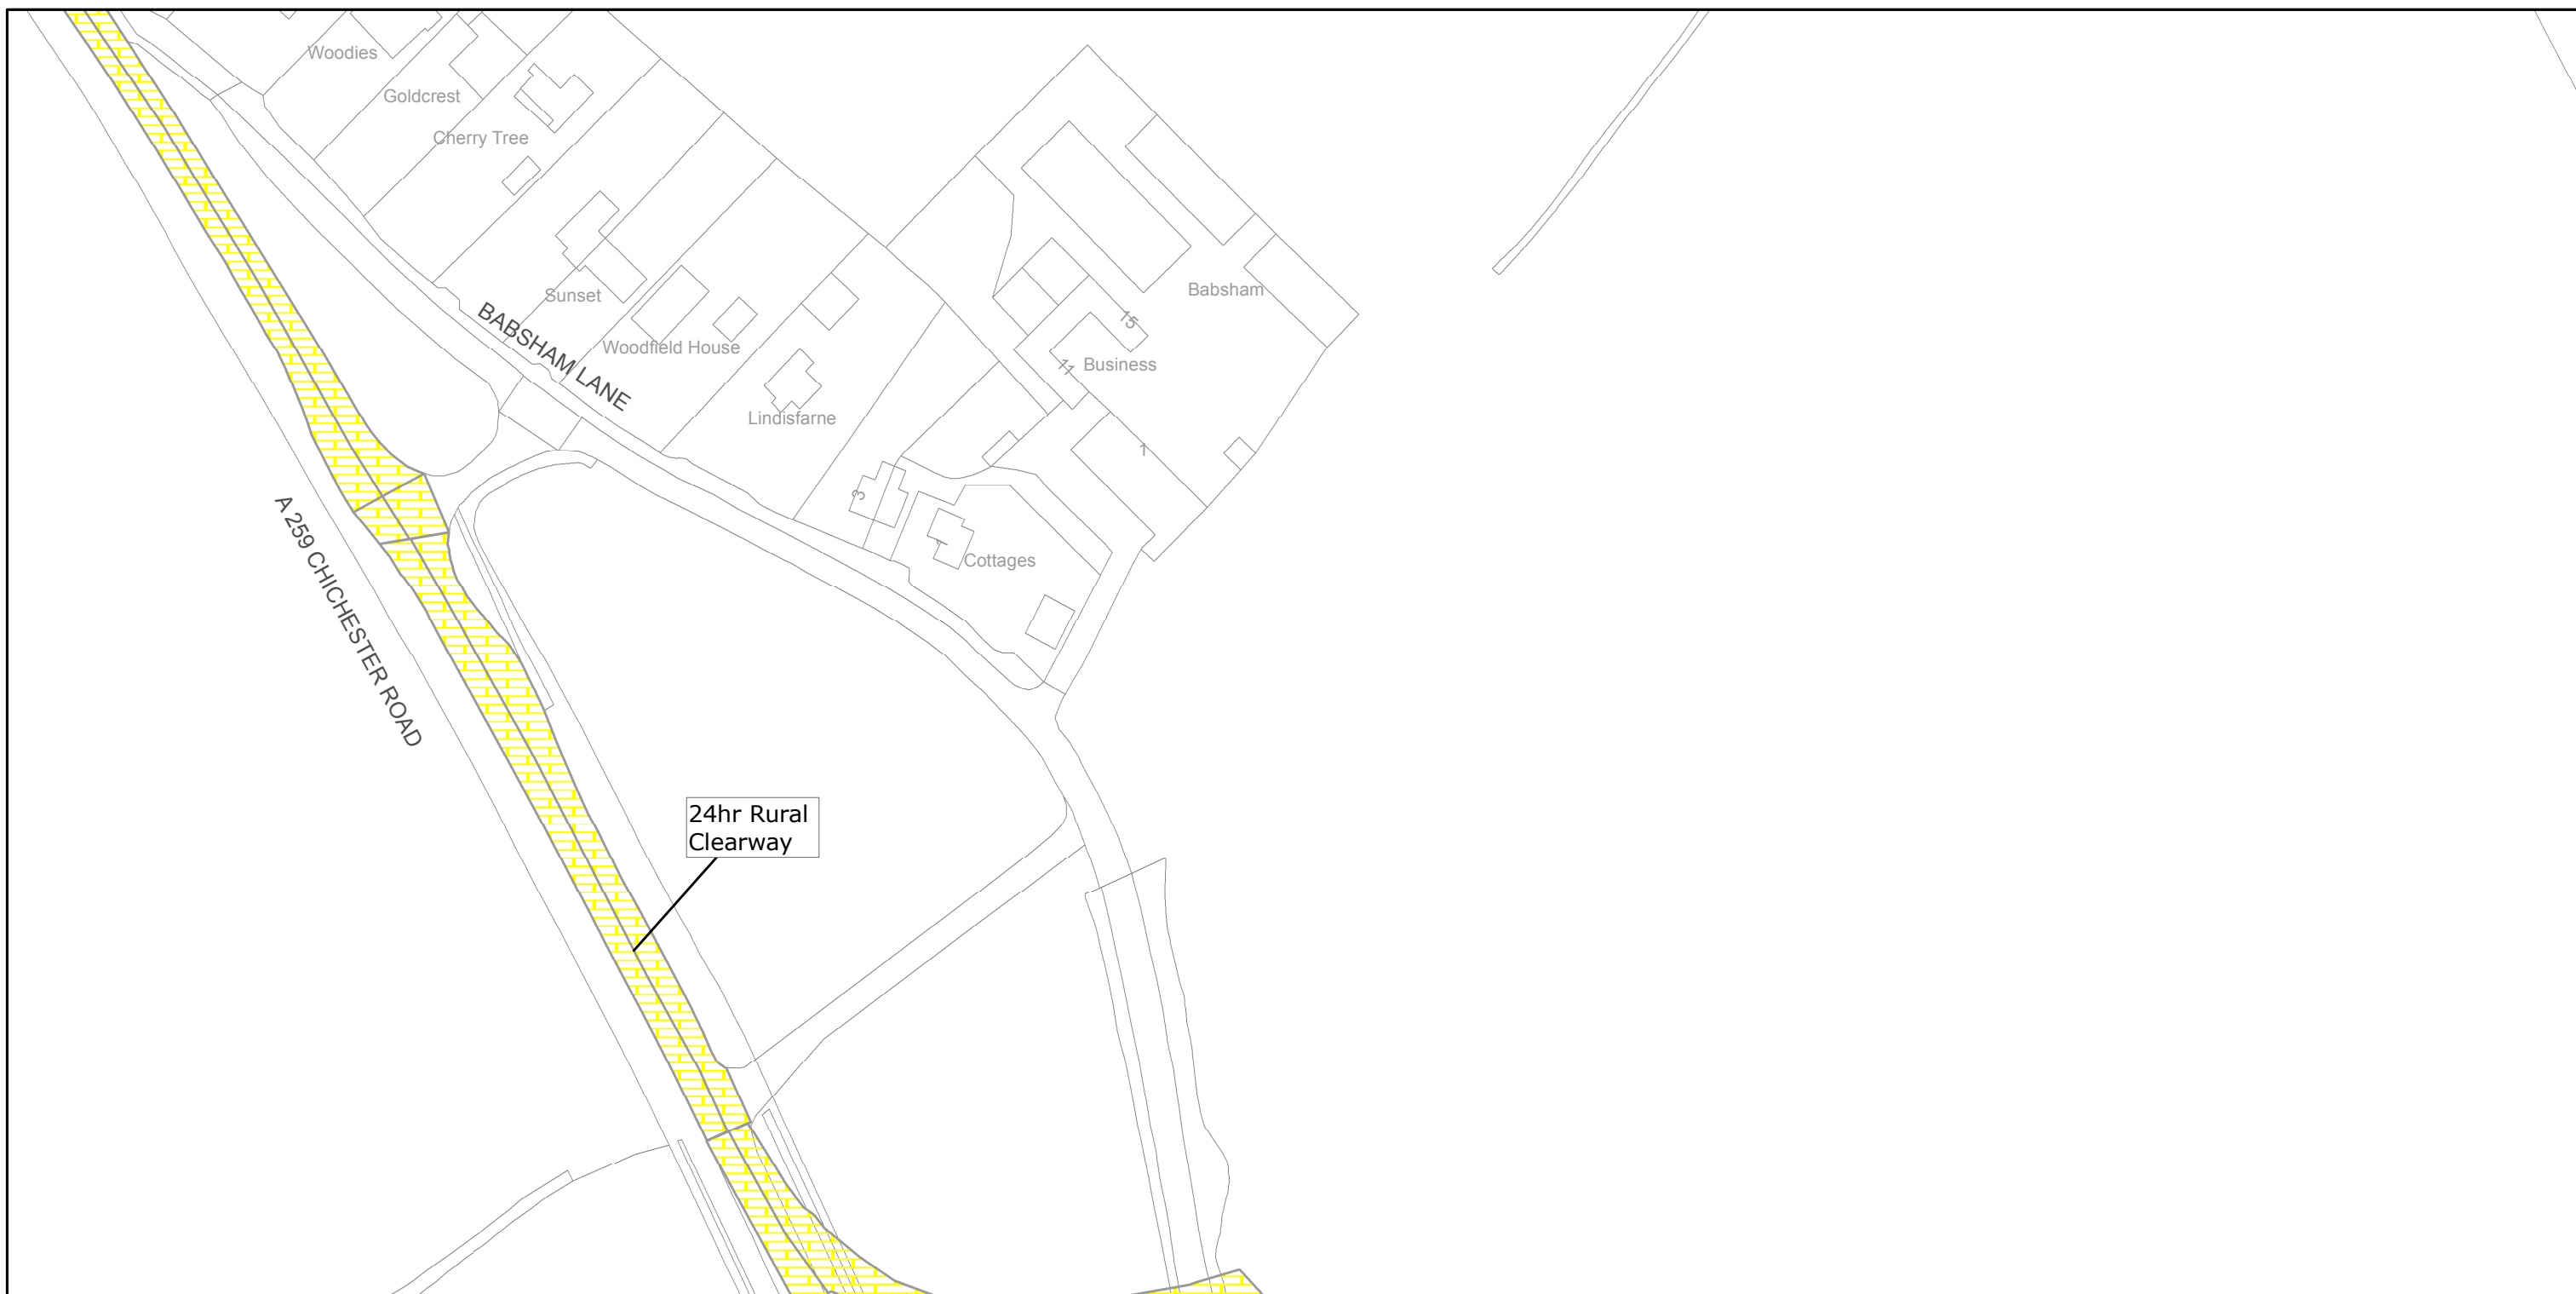 Woodies
Goldcrest
Cherry Tree
Sunset
BABSHAM LANE
Woodfield House
Lindisfarne
Babsham
15
11
Business
1
3
1
Cottages
A 259 CHICHESTER ROAD
24hr Rural
Clearway